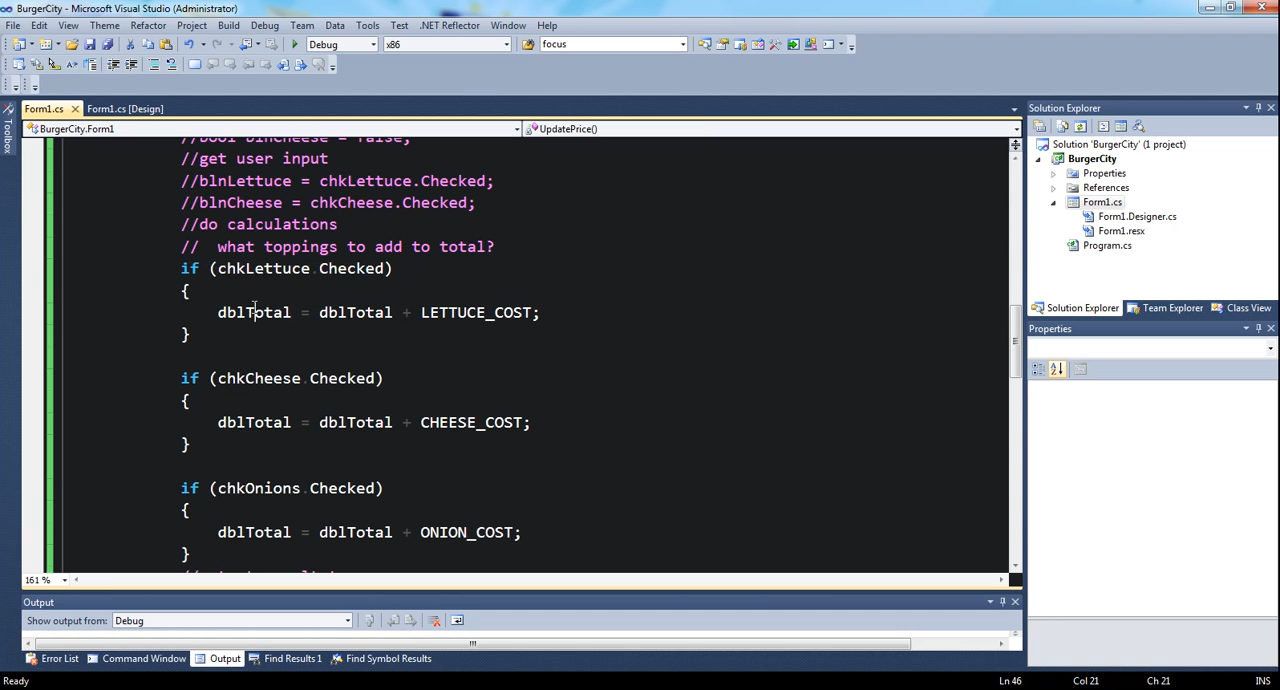 BurgerCity - Microsoft Visual Studio (Administrator)
File Edit View Theme Refactor Project Build Debug Team Data Tools Test .NET Reflector Window Help
Debug x86 focus
Form1.cs Form1.cs [Design]
BurgerCity.Form1 UpdatePrice()
//bool blnCheese = false;
//get user input
//blnLettuce = chkLettuce.Checked;
//blnCheese = chkCheese.Checked;
//do calculations
// what toppings to add to total?
if (chkLettuce.Checked)
{
dblTotal = dblTotal + LETTUCE_COST;
}
if (chkCheese.Checked)
{
dblTotal = dblTotal + CHEESE_COST;
}
if (chkOnions.Checked)
{
dblTotal = dblTotal + ONION_COST;
}
161 %
Output
Show output from: Debug
Error List Command Window Output Find Results 1 Find Symbol Results
Ready Ln 46 Col 21 Ch 21 INS
Toolbox
Solution Explorer
Solution 'BurgerCity' (1 project)
BurgerCity
Properties
References
Form1.cs
Form1.Designer.cs
Form1.resx
Program.cs
Solution Explorer Team Explorer Class View
Properties